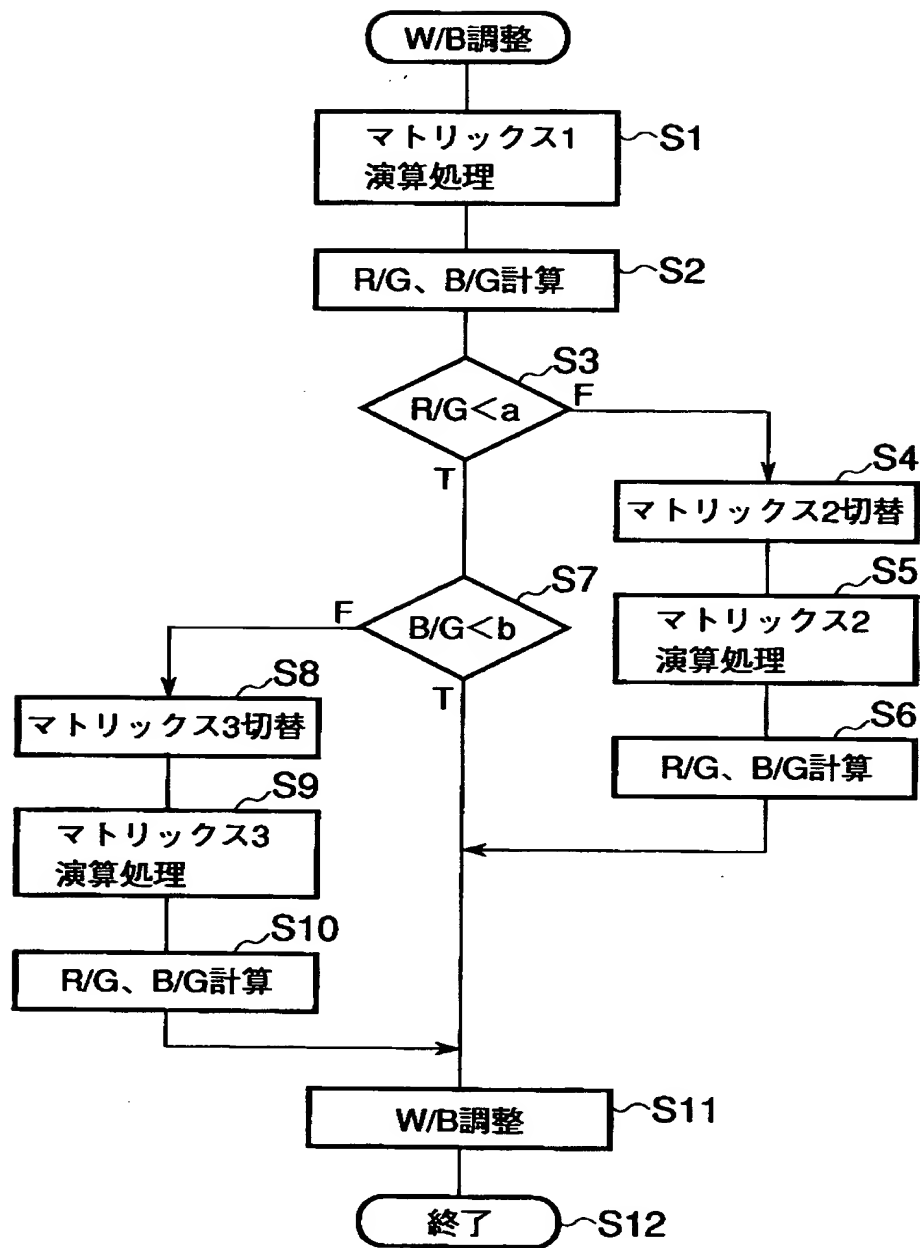 W/B調整
マトリックス1
演算処理
S1
R/G、B/G計算
S2
S3
R/G<a
F
T
S4
マトリックス2切替
S5
マトリックス2
演算処理
S6
R/G、B/G計算
S7
B/G<b
F
T
S8
マトリックス3切替
S9
マトリックス3
演算処理
S10
R/G、B/G計算
W/B調整
S11
終了
S12